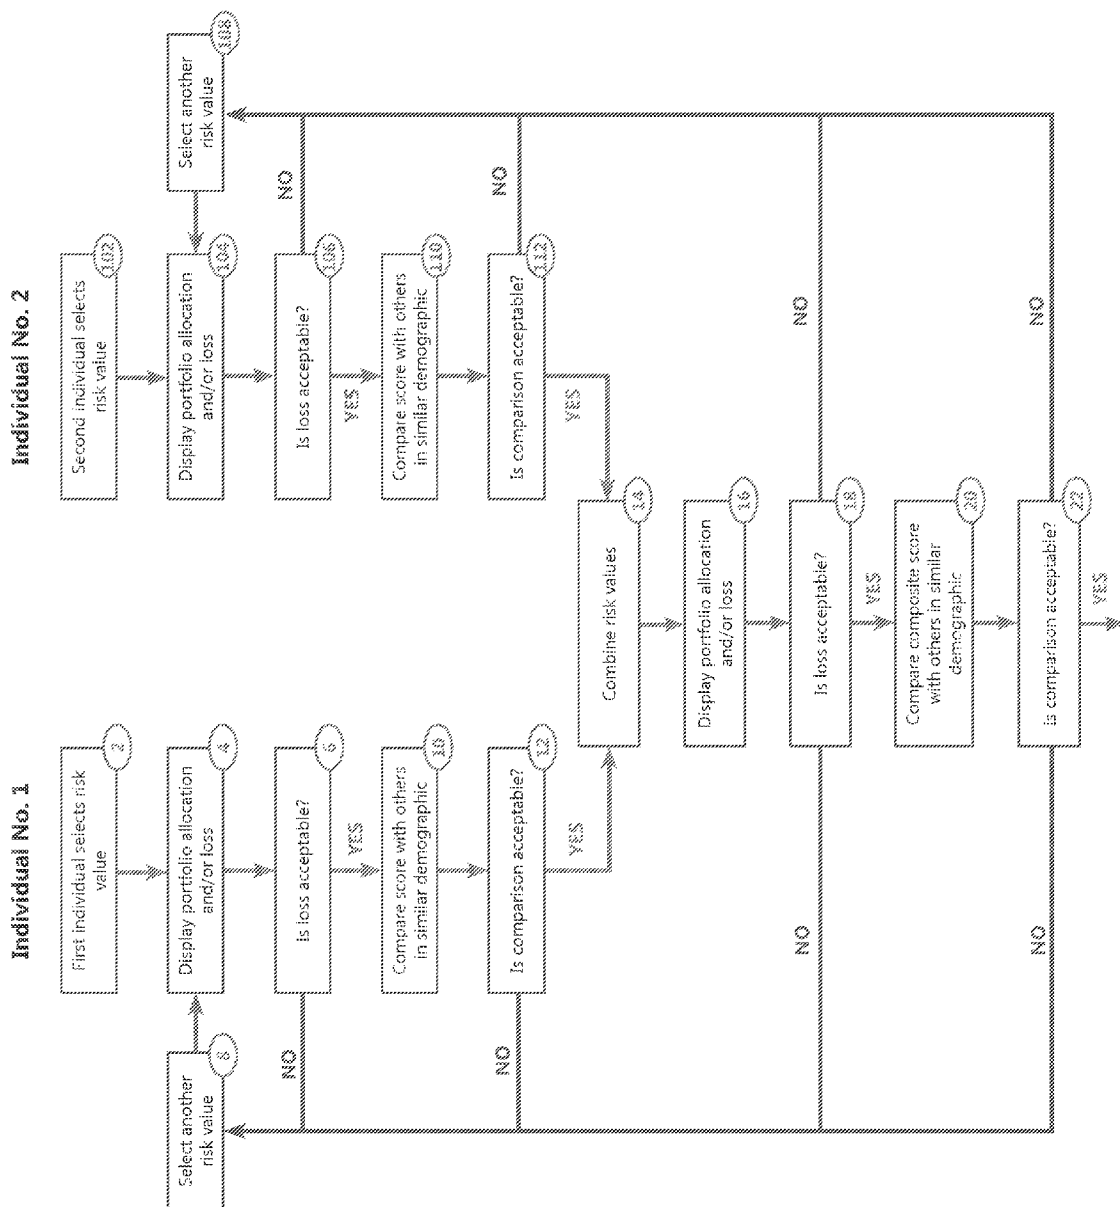 Individual No. 1
Individual No. 2
First individual selects risk
value
2
Second individual selects
risk value
102
Select another
risk value
8
Display portfolio allocation
and/or loss
4
Display portfolio allocation
and/or loss
104
Select another
risk value
108
Is loss acceptable?
6
Is loss acceptable?
106
NO
YES
YES
NO
Compare score with others
in similar demographic
10
Compare score with others
in similar demographic
110
Is comparison acceptable?
12
Is comparison acceptable?
112
NO
YES
YES
NO
Combine risk values
14
Display portfolio allocation
and/or loss
16
Is loss acceptable?
18
NO
YES
NO
Compare composite score
with others in similar
demographic
20
Is comparison acceptable?
22
NO
YES
NO